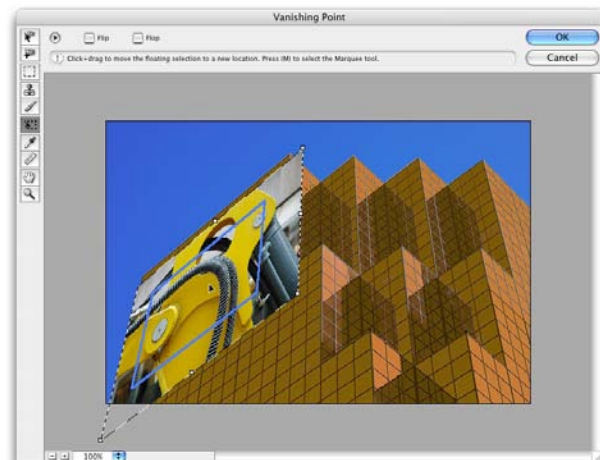 Vanishing Point
Flip Flop
OK
Click+drag to move the floating selection to a new location. Press (M) to select the Marquee tool.
Cancel
100%